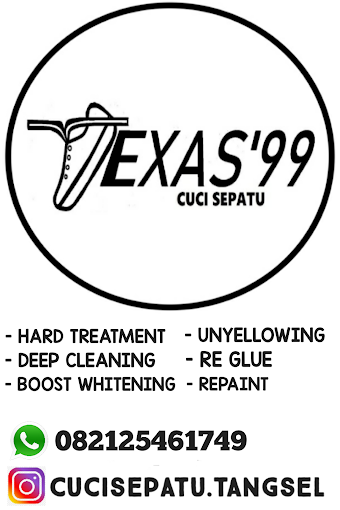 TEXAS'99
CUCI SEPATU
- HARD TREATMENT - UNYELLOWING
- DEEP CLEANING - RE GLUE
- BOOST WHITENING - REPAINT
082125461749
CUCISEPATU.TANGSEL